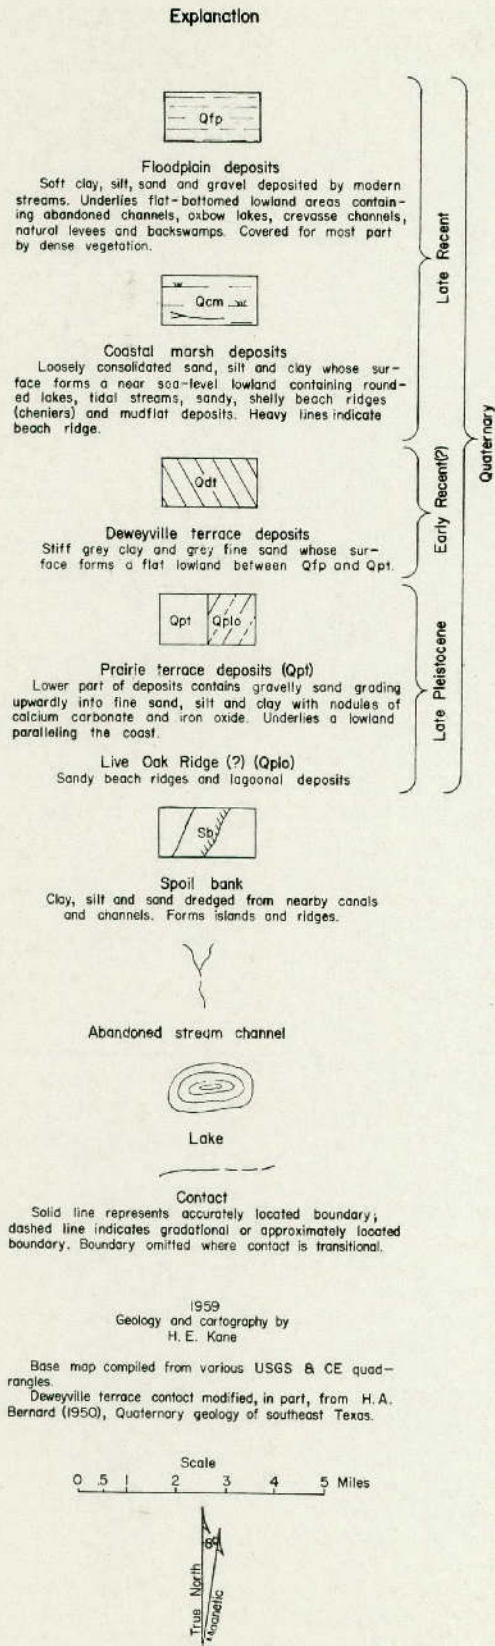 Explanation
Qfp
Floodplain deposits
Soft clay, silt, sand and gravel deposited by modern
streams. Underlies flat-bottomed lowland areas contain-
ing abandoned channels, oxbow lakes, crevasse channels,
natural levees and backswamps. Covered for most part
by dense vegetation.
Qcm
Coastal marsh deposits
Loosely consolidated sand, silt and clay whose sur-
face forms a near sea-level lowland containing round-
ed lakes, tidal streams, sandy, shelly beach ridges
(cheniers) and mudflat deposits. Heavy lines indicate
beach ridge.
Late Recent
Qdt
Deweyville terrace deposits
Stiff grey clay and grey fine sand whose sur-
face forms a flat lowland between Qfp and Qpt.
Early Recent(?)
Qpt Qplo
Prairie terrace deposits (Qpt)
Lower part of deposits contains gravelly sand grading
upwardly into fine sand, silt and clay with nodules of
calcium carbonate and iron oxide. Underlies a lowland
paralleling the coast.
Live Oak Ridge (?) (Qplo)
Sandy beach ridges and lagoonal deposits
Late Pleistocene
Quaternary
Sb
Spoil bank
Clay, silt and sand dredged from nearby canals
and channels. Forms islands and ridges.
Abandoned stream channel
Lake
Contact
Solid line represents accurately located boundary;
dashed line indicates gradational or approximately located
boundary. Boundary omitted where contact is transitional.
1959
Geology and cartography by
H. E. Kane
Base map compiled from various USGS & CE quad-
rangles.
Deweyville terrace contact modified, in part, from H. A.
Bernard (1950), Quaternary geology of southeast Texas.
Scale
0 .5 1 2 3 4 5 Miles
True North
Magnetic